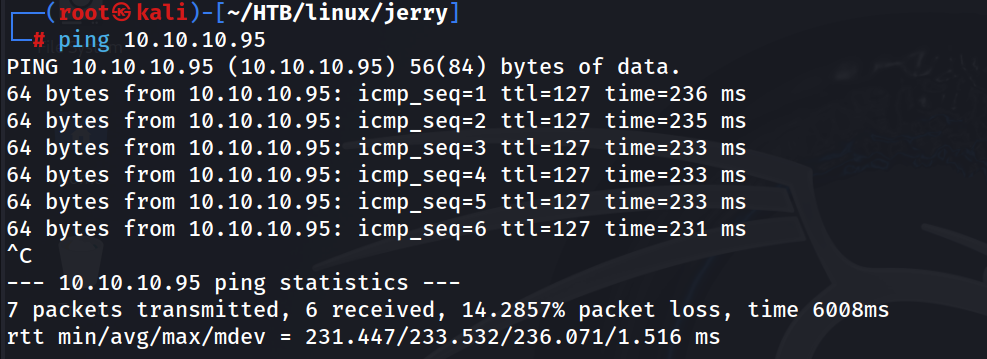 ┌──(root㉿kali)-[~/HTB/linux/jerry]
└─# ping 10.10.10.95
PING 10.10.10.95 (10.10.10.95) 56(84) bytes of data.
64 bytes from 10.10.10.95: icmp_seq=1 ttl=127 time=236 ms
64 bytes from 10.10.10.95: icmp_seq=2 ttl=127 time=235 ms
64 bytes from 10.10.10.95: icmp_seq=3 ttl=127 time=233 ms
64 bytes from 10.10.10.95: icmp_seq=4 ttl=127 time=233 ms
64 bytes from 10.10.10.95: icmp_seq=5 ttl=127 time=233 ms
64 bytes from 10.10.10.95: icmp_seq=6 ttl=127 time=231 ms
^C
--- 10.10.10.95 ping statistics ---
7 packets transmitted, 6 received, 14.2857% packet loss, time 6008ms
rtt min/avg/max/mdev = 231.447/233.532/236.071/1.516 ms